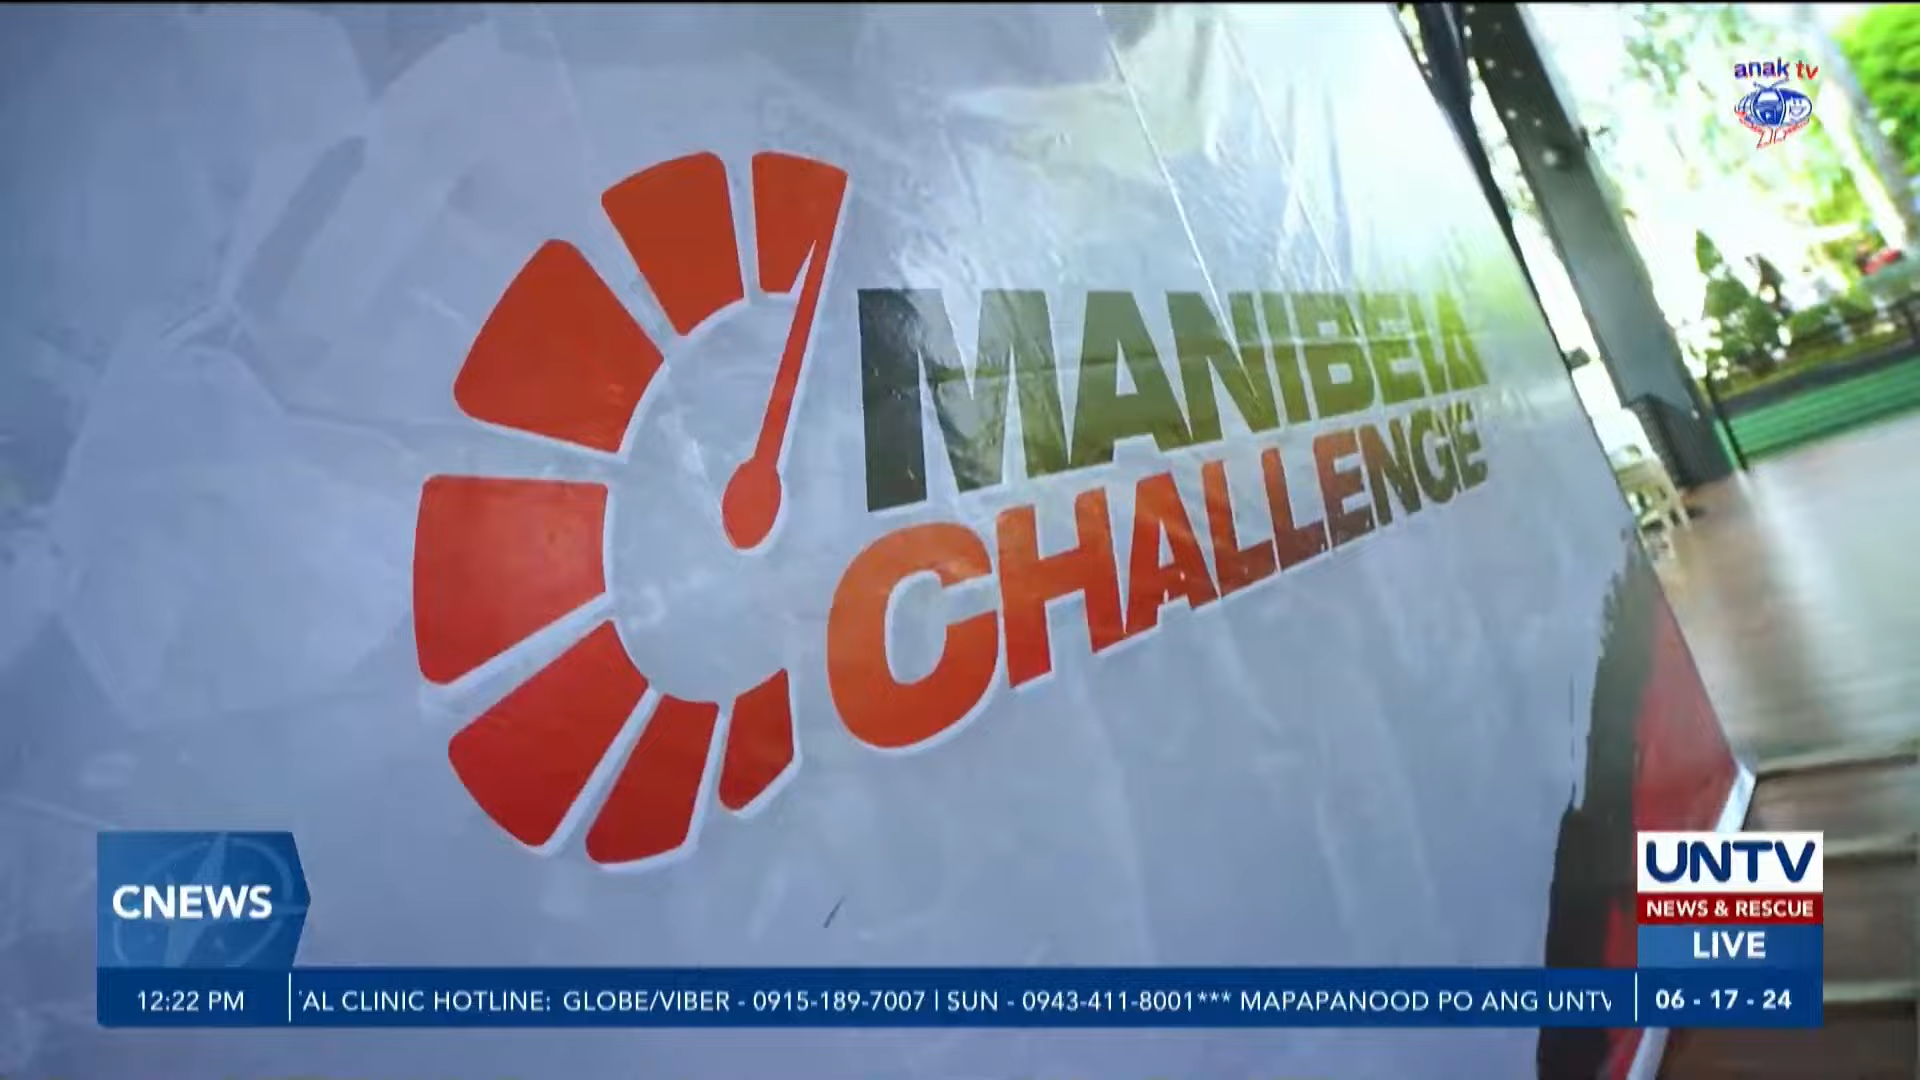 anak tv
MANIBELA
CHALLENGE
CNEWS
UNTV
NEWS & RESCUE
LIVE
12:22 PM
AL CLINIC HOTLINE: GLOBE/VIBER - 0915-189-7007 | SUN - 0943-411-8001*** MAPAPANOOD PO ANG UNTV
06 - 17 - 24